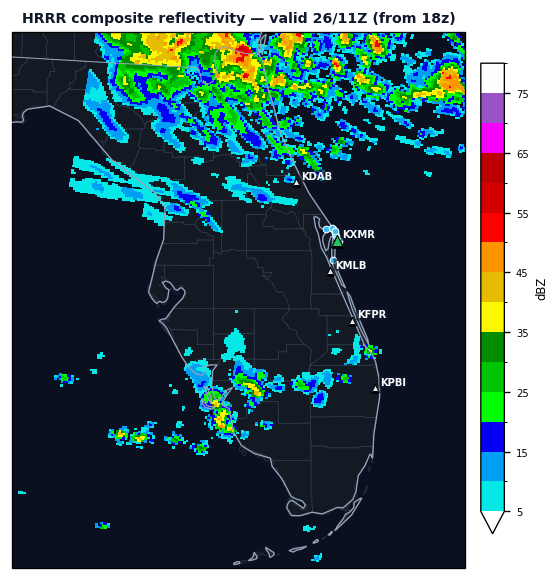 HRRR composite reflectivity — valid 26/11Z (from 18z)
KDAB
KXMR
KMLB
KFPR
KPBI
75
65
55
45
35
25
15
5
dBZ